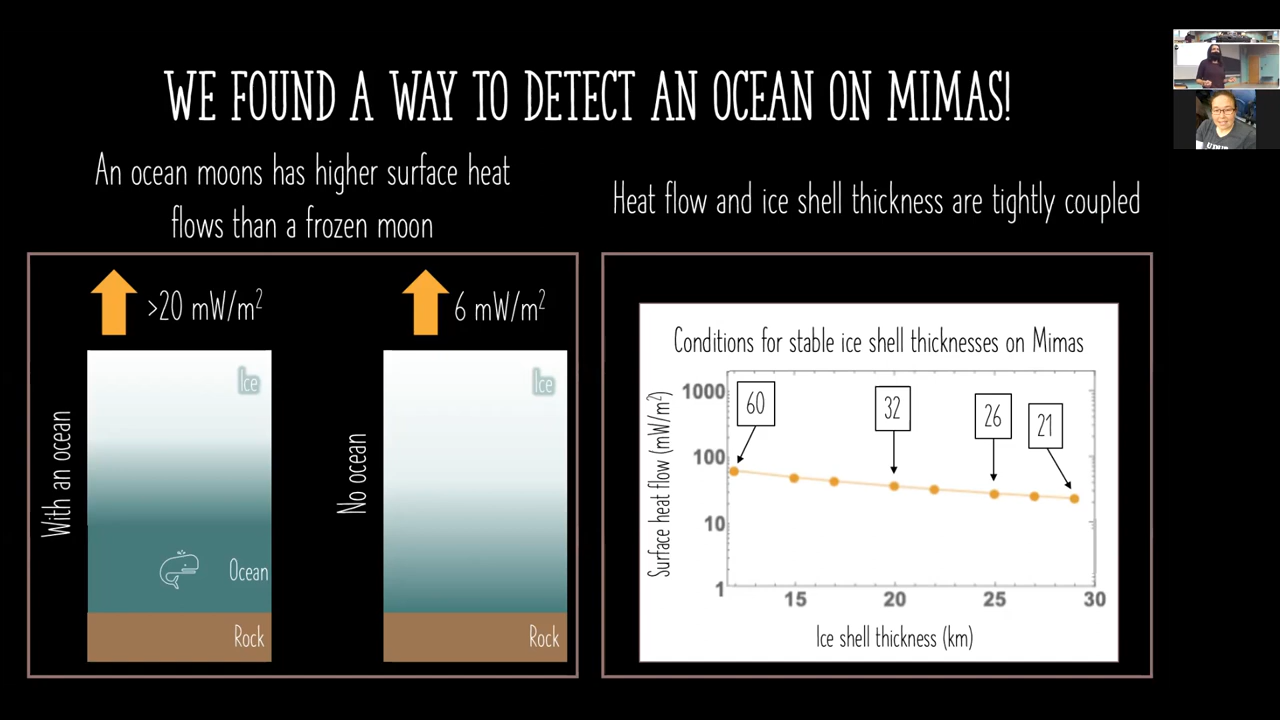 WE FOUND A WAY TO DETECT AN OCEAN ON MIMAS!
An ocean moons has higher surface heat
flows than a frozen moon
>20 mW/m²
6 mW/m²
With an ocean
Ice
Ocean
Rock
No ocean
Ice
Rock
Heat flow and ice shell thickness are tightly coupled
Conditions for stable ice shell thicknesses on Mimas
Surface heat flow (mW/m²)
1000
100
10
1
60
32
26
21
15
20
25
30
Ice shell thickness (km)